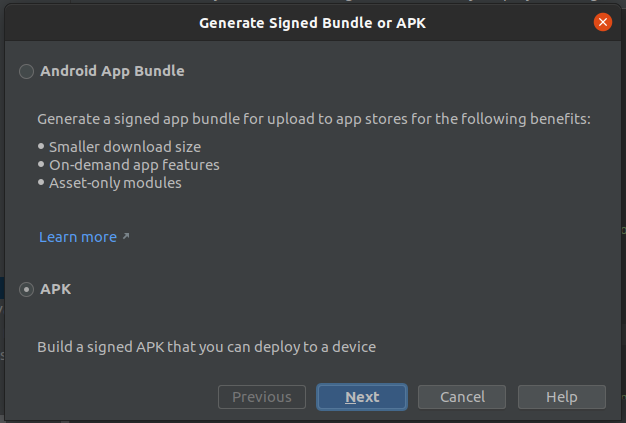 Generate Signed Bundle or APK
Android App Bundle
Generate a signed app bundle for upload to app stores for the following benefits:
• Smaller download size
• On-demand app features
• Asset-only modules
Learn more ↗
APK
Build a signed APK that you can deploy to a device
Previous Next Cancel Help